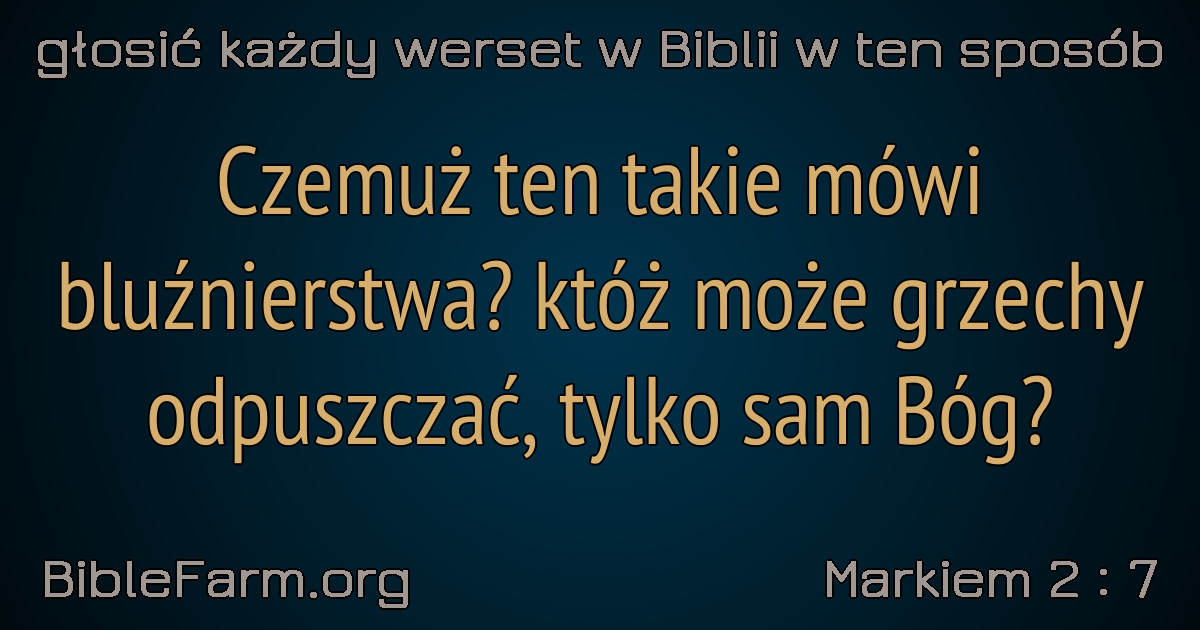 głosić każdy werset w Biblii w ten sposób
Czemuż ten takie mówi
bluźnierstwa? któż może grzechy
odpuszczać, tylko sam Bóg?
BibleFarm.org
Markiem 2 : 7